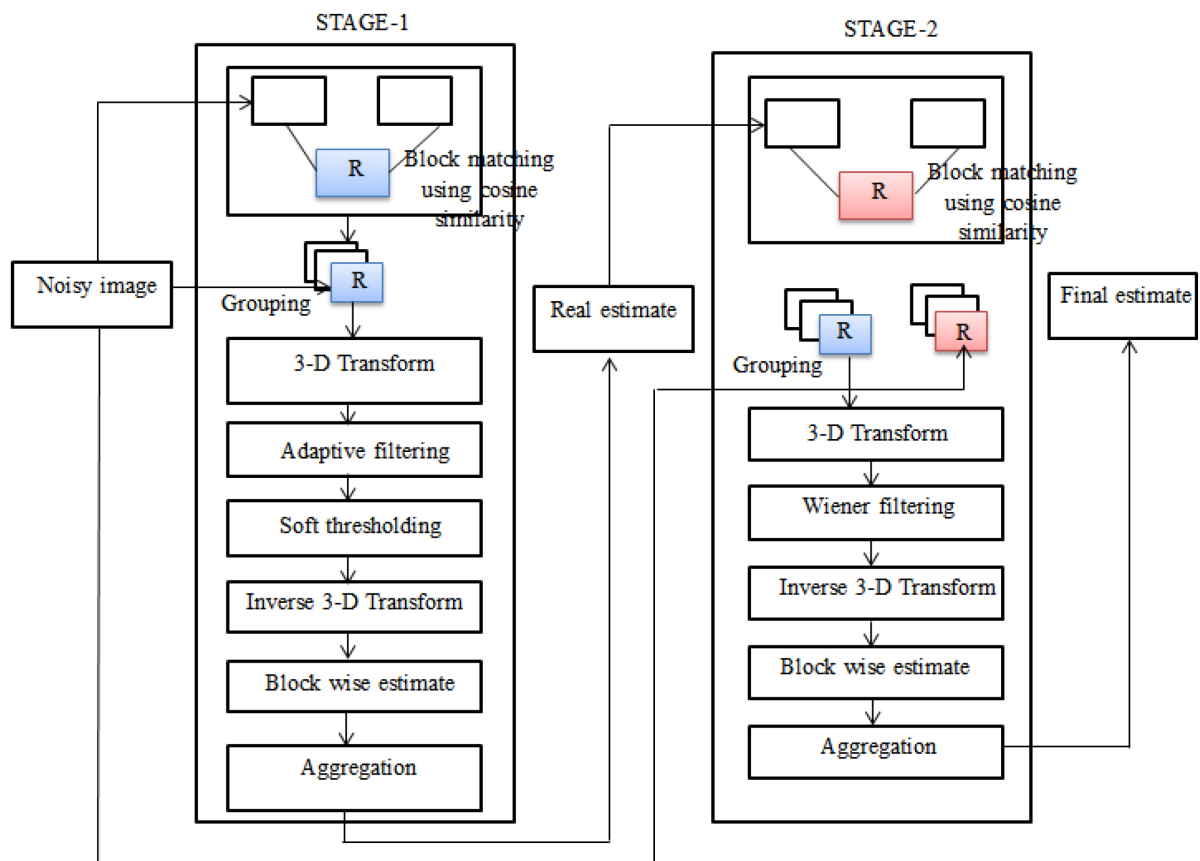 STAGE-1
R
Block matching
using cosine
similarity
Noisy image
Grouping
R
3-D Transform
Adaptive filtering
Soft thresholding
Inverse 3-D Transform
Block wise estimate
Aggregation
Real estimate
STAGE-2
R
Block matching
using cosine
similarity
R
R
Grouping
3-D Transform
Wiener filtering
Inverse 3-D Transform
Block wise estimate
Aggregation
Final estimate